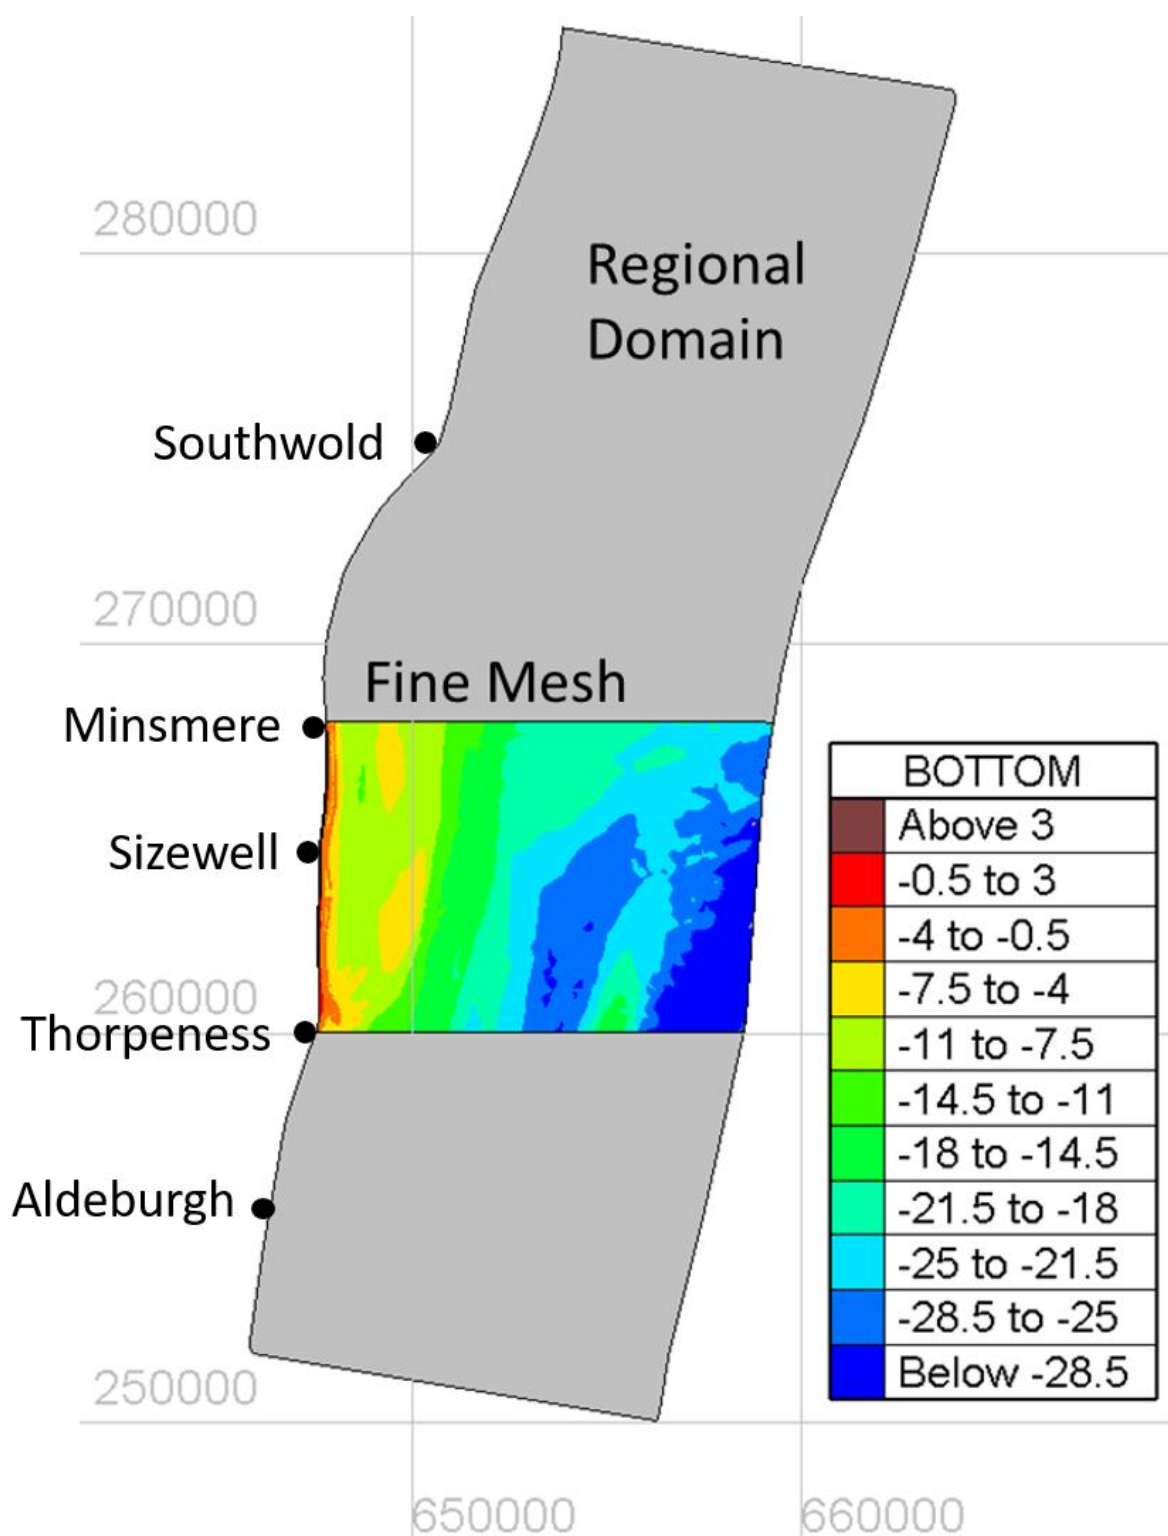 280000
Regional
Domain
Southwold
270000
Fine Mesh
Minsmere
BOTTOM
Above 3
Sizewell
-0.5 to 3
-4 to -0.5
-7.5 to -4
260000
Thorpeness
-11 to -7.5
-14.5 to -11
-18 to -14.5
Aldeburgh
-21.5 to -18
-25 to -21.5
-28.5 to -25
Below -28.5
250000
650000
660000